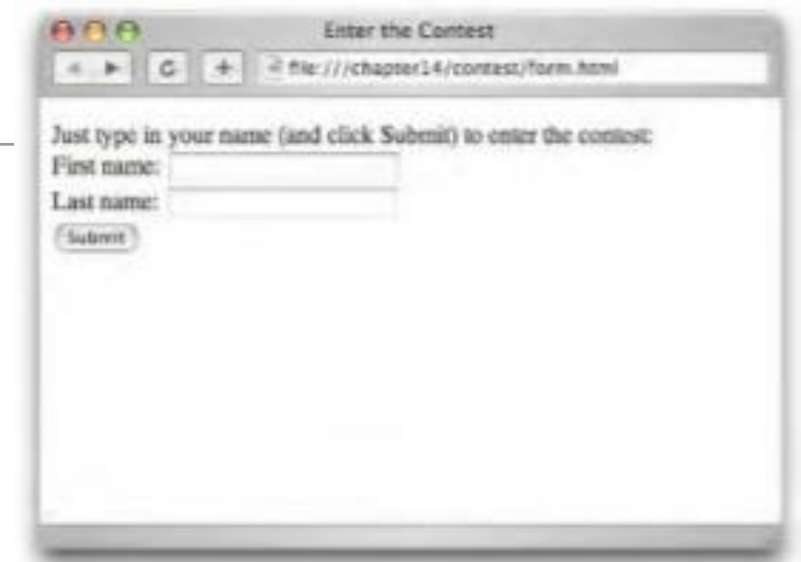 Enter the Contest
file:///chapter14/contest/form.html
Just type in your name (and click Submit) to enter the contest:
First name:
Last name:
Submit